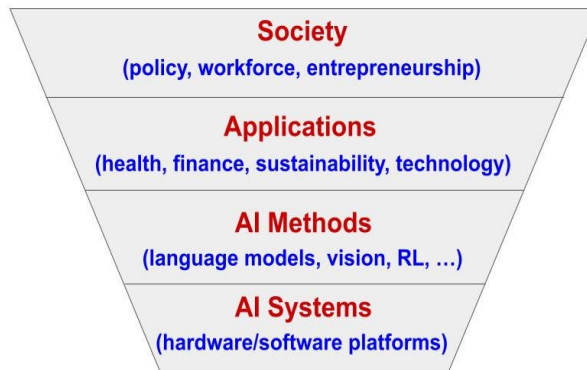 Society
(policy, workforce, entrepreneurship)
Applications
(health, finance, sustainability, technology)
AI Methods
(language models, vision, RL, …)
AI Systems
(hardware/software platforms)